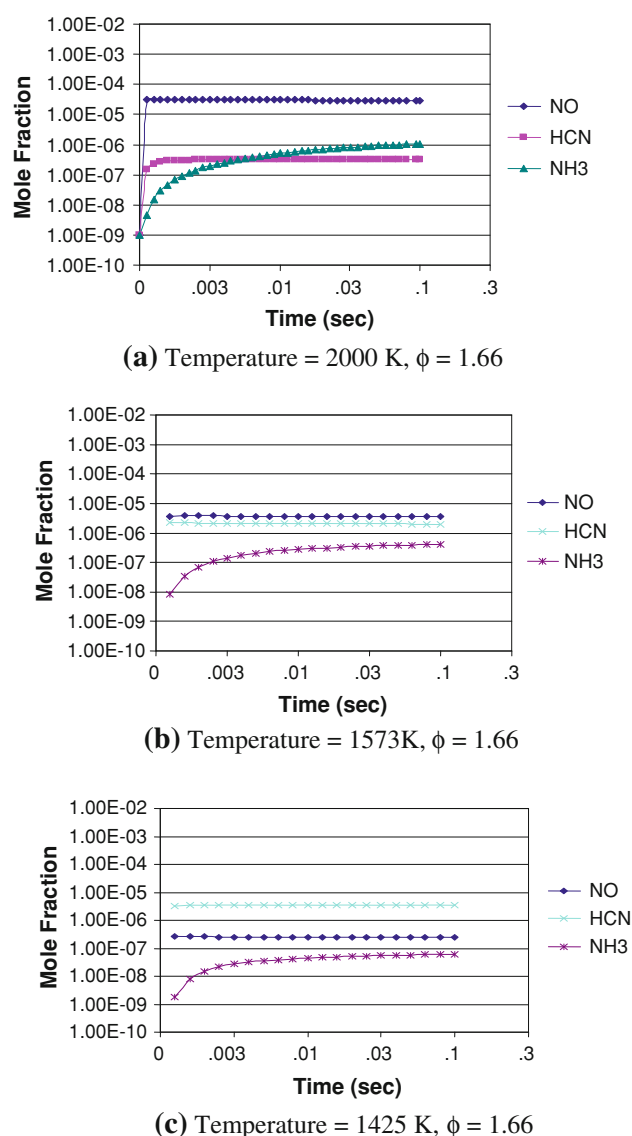 1.00E-02
1.00E-03
1.00E-04
1.00E-05
1.00E-06
1.00E-07
1.00E-08
1.00E-09
1.00E-10
Mole Fraction
0 .003 .01 .03 .1 .3
Time (sec)
NO
HCN
NH3
(a) Temperature = 2000 K, ϕ = 1.66
1.00E-02
1.00E-03
1.00E-04
1.00E-05
1.00E-06
1.00E-07
1.00E-08
1.00E-09
1.00E-10
Mole Fraction
0 .003 .01 .03 .1 .3
Time (sec)
NO
HCN
NH3
(b) Temperature = 1573K, ϕ = 1.66
1.00E-02
1.00E-03
1.00E-04
1.00E-05
1.00E-06
1.00E-07
1.00E-08
1.00E-09
1.00E-10
Mole Fraction
0 .003 .01 .03 .1 .3
Time (sec)
NO
HCN
NH3
(c) Temperature = 1425 K, ϕ = 1.66